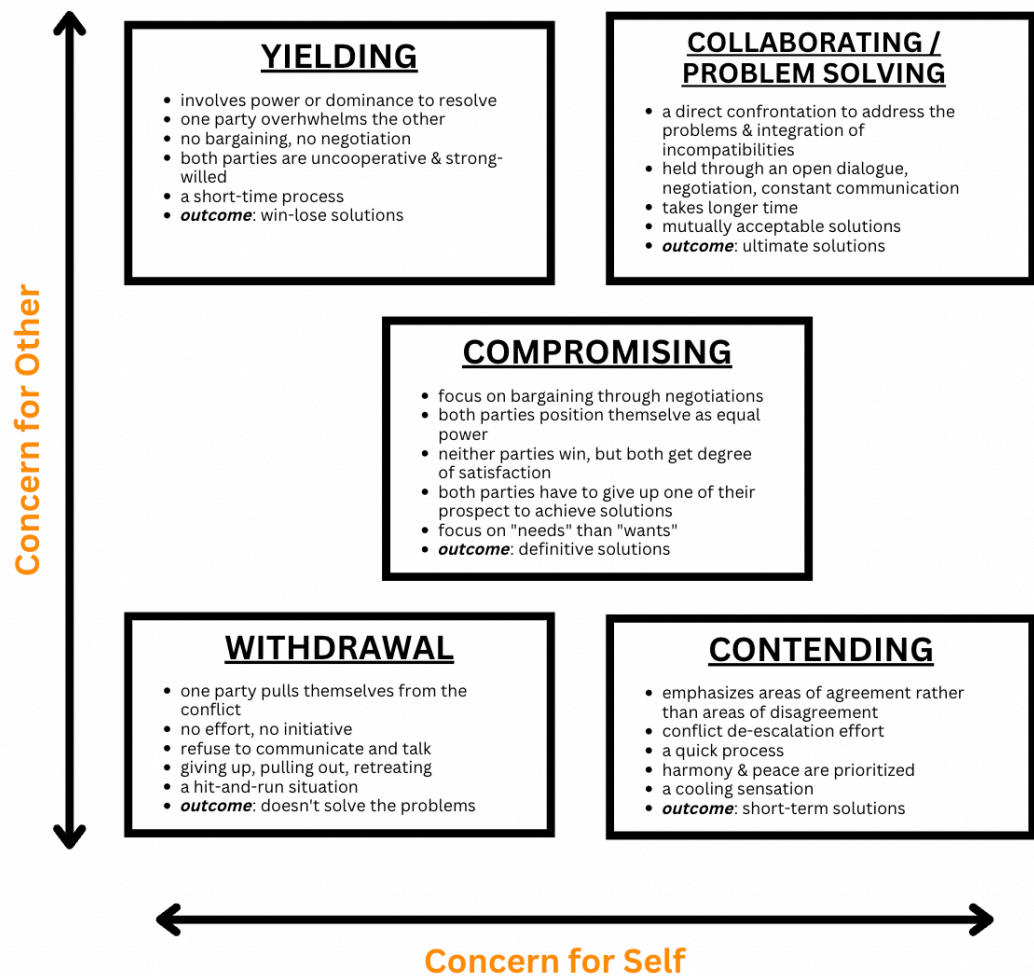 YIELDING
involves power or dominance to resolve
one party overhwhelms the other
no bargaining, no negotiation
both parties are uncooperative & strong-
willed
a short-time process
outcome: win-lose solutions
COLLABORATING /
PROBLEM SOLVING
a direct confrontation to address the
problems & integration of
incompatibilities
held through an open dialogue,
negotiation, constant communication
takes longer time
mutually acceptable solutions
outcome: ultimate solutions
Concern for Other
COMPROMISING
focus on bargaining through negotiations
both parties position themselve as equal
power
neither parties win, but both get degree
of satisfaction
both parties have to give up one of their
prospect to achieve solutions
focus on "needs" than "wants"
outcome: definitive solutions
WITHDRAWAL
one party pulls themselves from the
conflict
no effort, no initiative
refuse to communicate and talk
giving up, pulling out, retreating
a hit-and-run situation
outcome: doesn't solve the problems
CONTENDING
emphasizes areas of agreement rather
than areas of disagreement
conflict de-escalation effort
a quick process
harmony & peace are prioritized
a cooling sensation
outcome: short-term solutions
Concern for Self